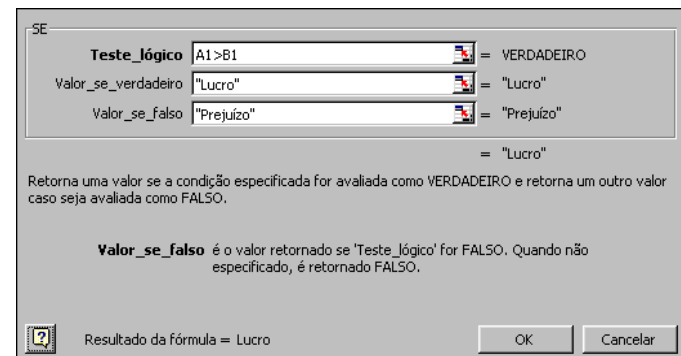 SE
Teste_lógico A1>B1 = VERDADEIRO
Valor_se_verdadeiro "Lucro" = "Lucro"
Valor_se_falso "Prejuízo" = "Prejuízo"
= "Lucro"
Retorna uma valor se a condição especificada for avaliada como VERDADEIRO e retorna um outro valor
caso seja avaliada como FALSO.
Valor_se_falso é o valor retornado se 'Teste_lógico' for FALSO. Quando não
especificado, é retornado FALSO.
? Resultado da fórmula = Lucro OK Cancelar